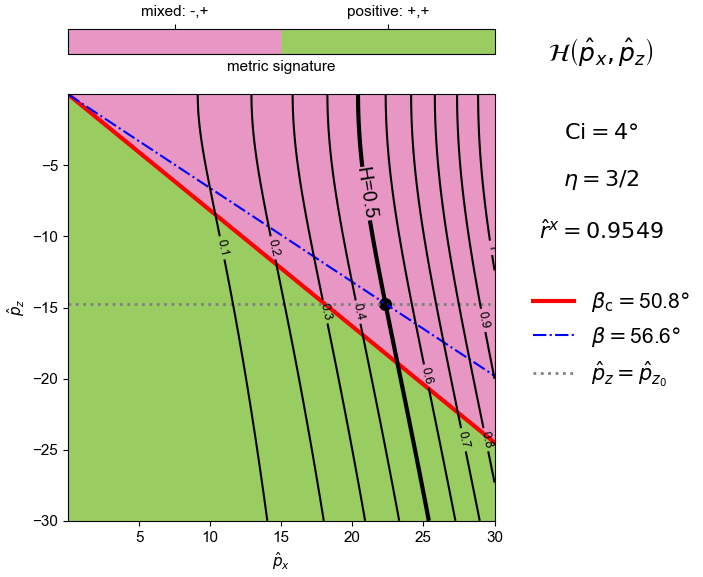 mixed: -,+ positive: +,+
metric signature
ℋ(p̂ₓ, p̂_z)
Ci = 4°
η = 3/2
r̂ˣ = 0.9549
β_c = 50.8°
β = 56.6°
p̂_z = p̂_z₀
H=0.5
0.1
0.2
0.3
0.4
0.6
0.7
0.8
0.9
−5
−10
−15
−20
−25
−30
p̂_z
5 10 15 20 25 30
p̂ₓ